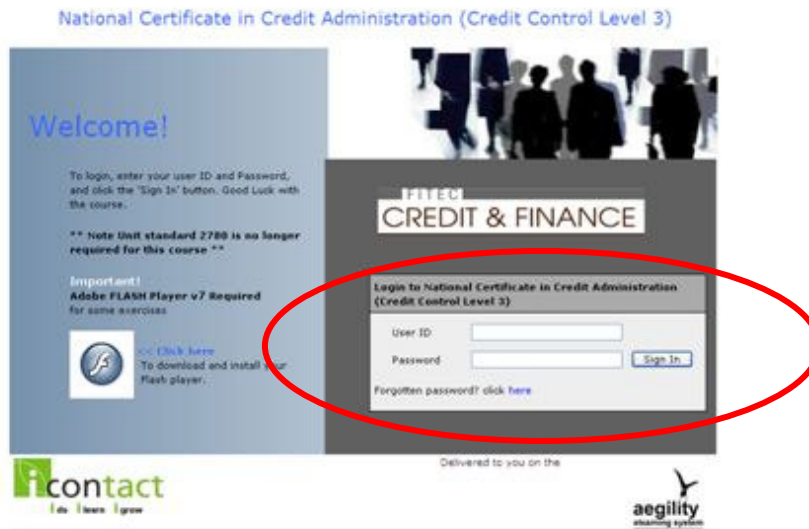 National Certificate in Credit Administration (Credit Control Level 3)
Welcome!
To login, enter your user ID and Password,
and click the 'Sign In' button. Good Luck with
the course.
** Note Unit standard 2780 is no longer
required for this course **
Important!
Adobe FLASH Player v7 Required
for some exercises
<< Click here
To download and install your
Flash player.
FITEC
CREDIT & FINANCE
Login to National Certificate in Credit Administration
(Credit Control Level 3)
User ID
Password
Sign In
Forgotten password? click here
Delivered to you on the
icontact
I do I learn I grow
aegility
elearning system